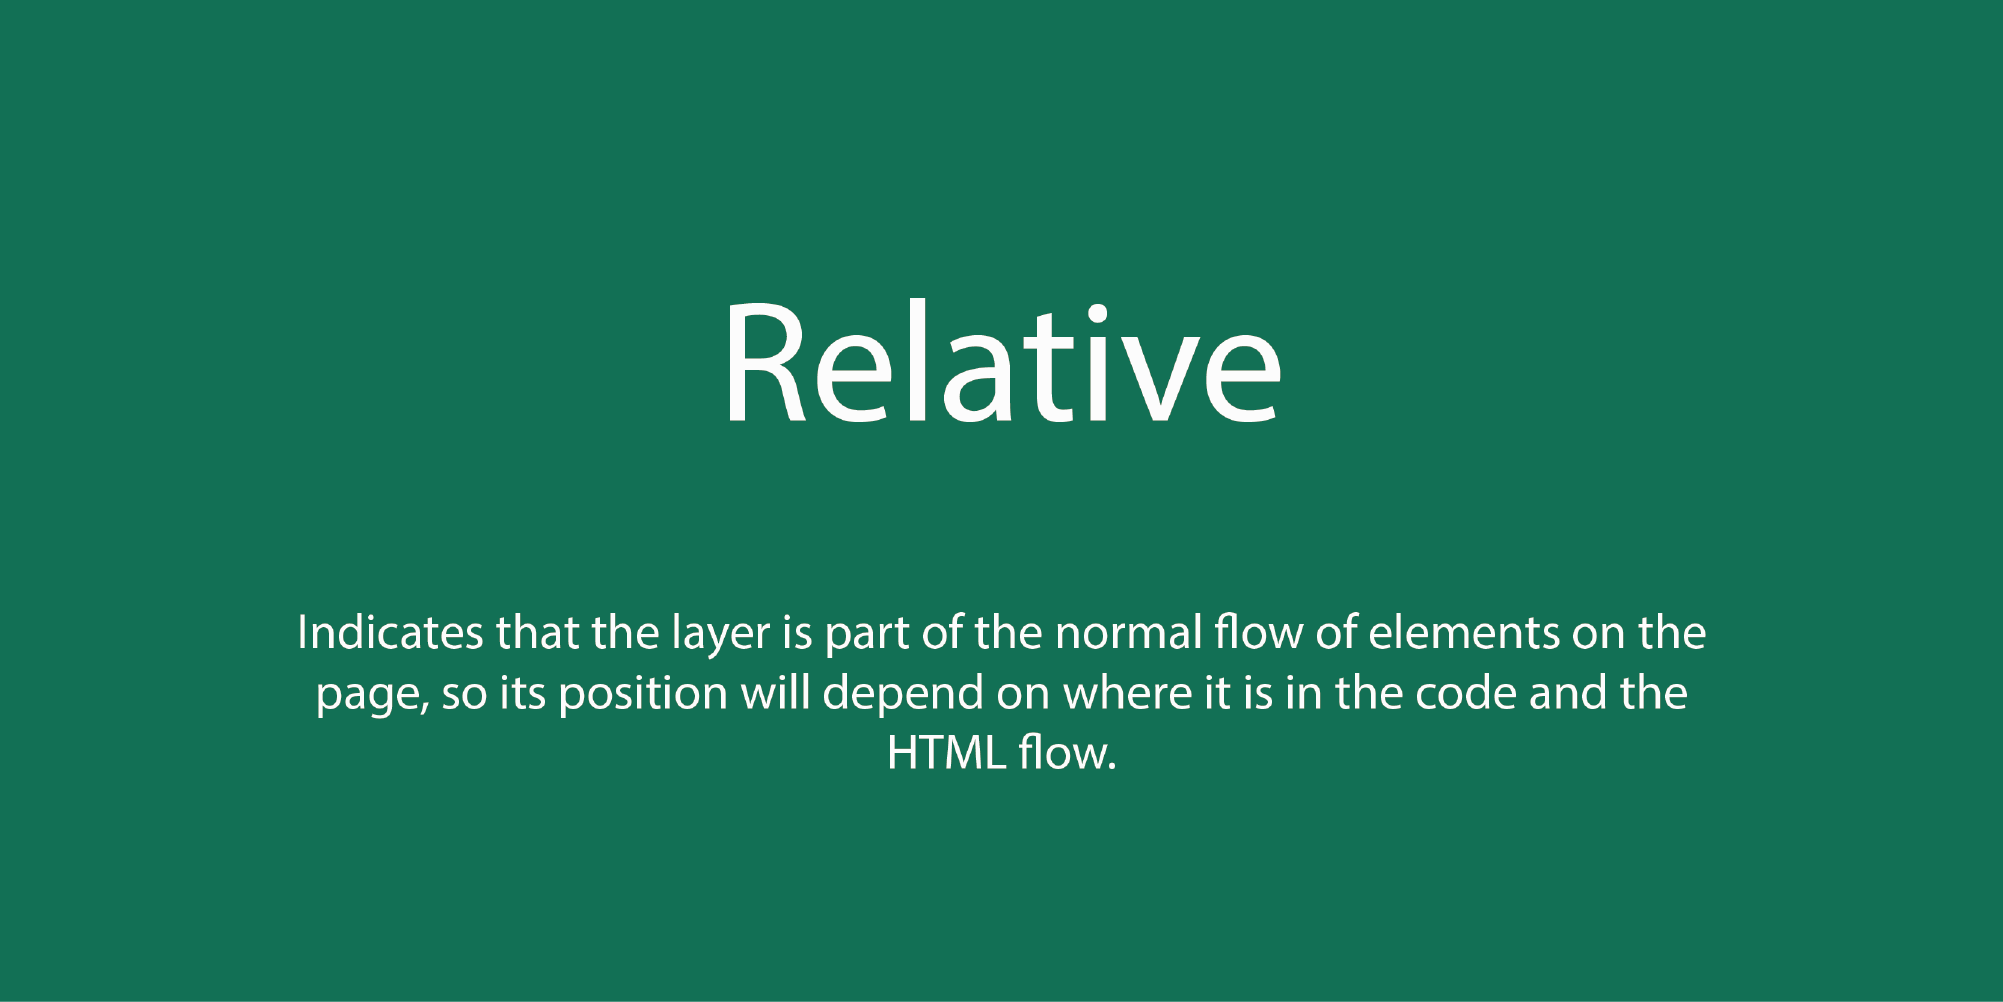 Relative
Indicates that the layer is part of the normal flow of elements on the
page, so its position will depend on where it is in the code and the
HTML flow.